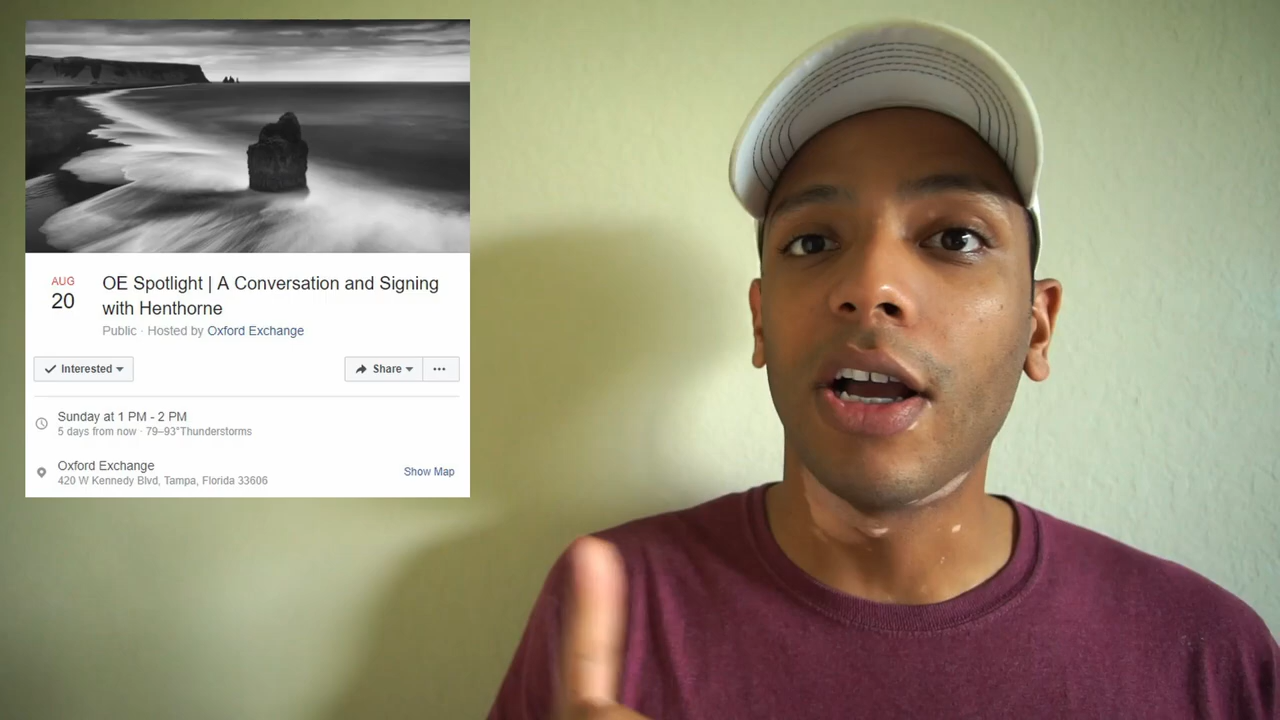 AUG
20
OE Spotlight | A Conversation and Signing
with Henthorne
Public · Hosted by Oxford Exchange
Interested
Share
Sunday at 1 PM - 2 PM
5 days from now · 79–93°Thunderstorms
Oxford Exchange
420 W Kennedy Blvd, Tampa, Florida 33606
Show Map